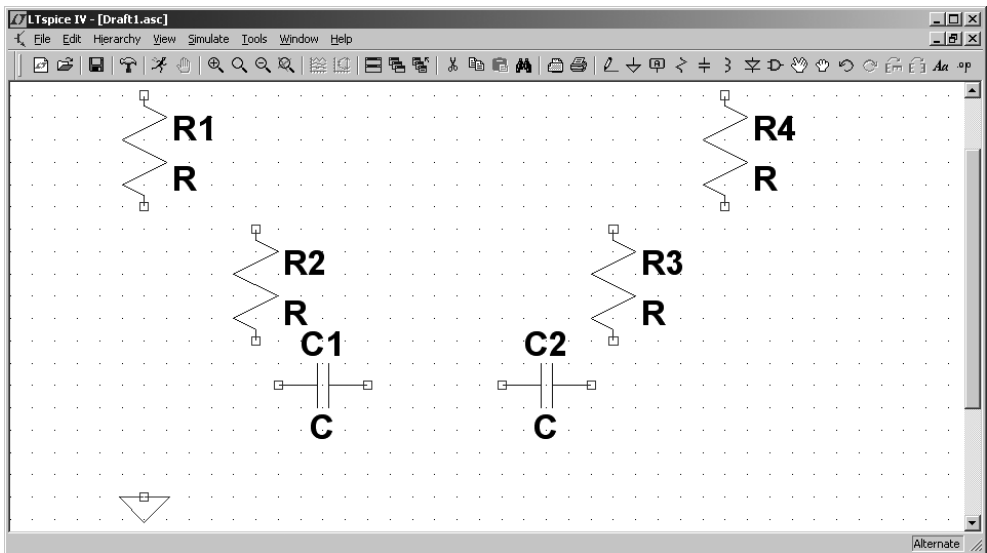 LTspice IV - [Draft1.asc]
File Edit Hierarchy View Simulate Tools Window Help
Aa .op
R1
R
R4
R
R2
R
R3
R
C1
C
C2
C
Alternate